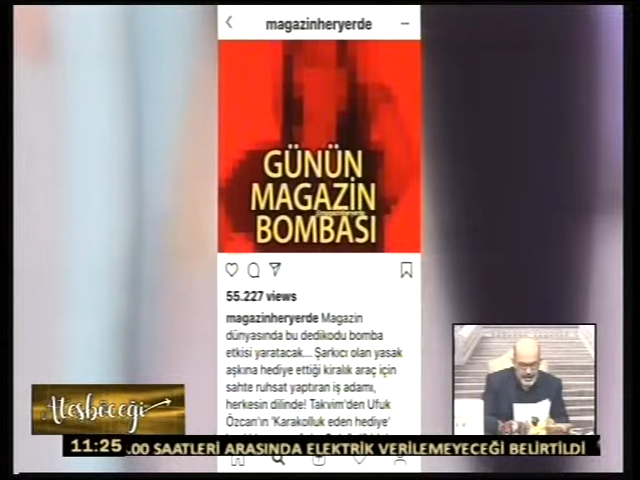 magazinheryerde
GÜNÜN
MAGAZİN
BOMBASI
55.227 views
magazinheryerde Magazin
dünyasında bu dedikodu bomba
etkisi yaratacak... Şarkıcı olan yasak
aşkına hediye ettiği kiralık araç için
sahte ruhsat yaptıran iş adamı,
herkesin dilinde! Takvim'den Ufuk
Özcan'ın 'Karakolluk eden hediye'
Ateşböceği
11:25 .00 SAATLERİ ARASINDA ELEKTRİK VERİLEMEYECEĞİ BELİRTİLDİ